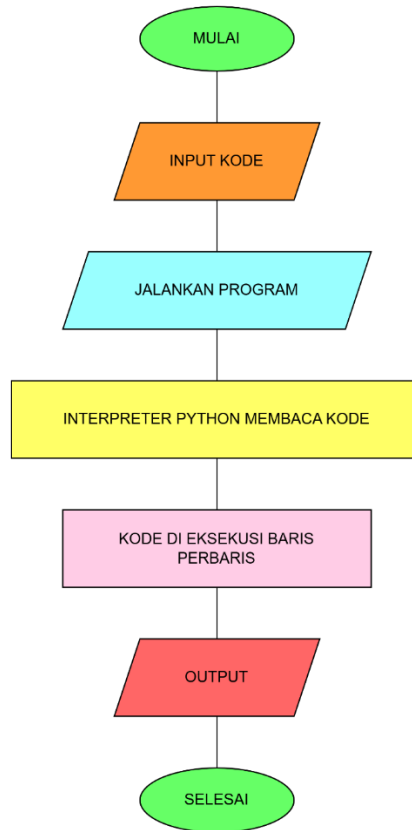 MULAI
INPUT KODE
JALANKAN PROGRAM
INTERPRETER PYTHON MEMBACA KODE
KODE DI EKSEKUSI BARIS
PERBARIS
OUTPUT
SELESAI